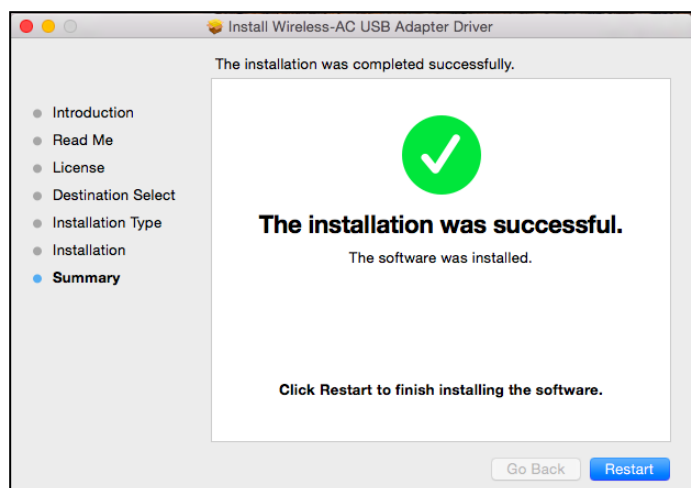 Install Wireless-AC USB Adapter Driver
The installation was completed successfully.
Introduction
Read Me
License
Destination Select
Installation Type
Installation
Summary
The installation was successful.
The software was installed.
Click Restart to finish installing the software.
Go Back
Restart